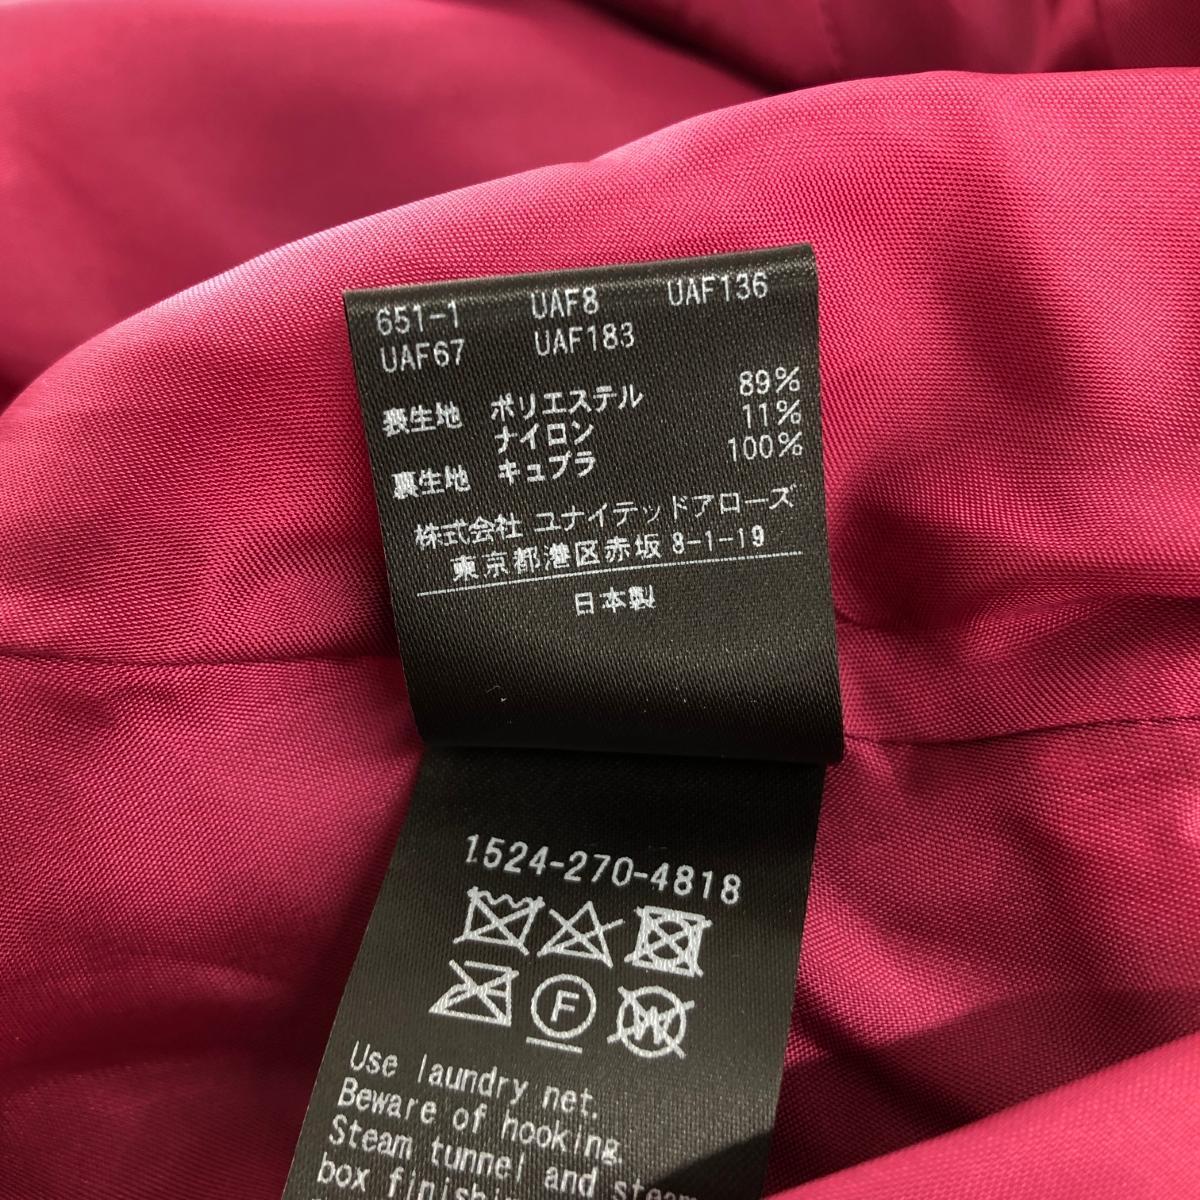 651-1 UAF8 UAF136
UAF67 UAF183
表生地 ポリエステル 89%
ナイロン 11%
裏生地 キュプラ 100%
株式会社 ユナイテッドアローズ
東京都港区赤坂 8-1-19
日本製
1524-270-4818
F
W
Use laundry net.
Beware of hooking.
Steam tunnel and steam
box finishing